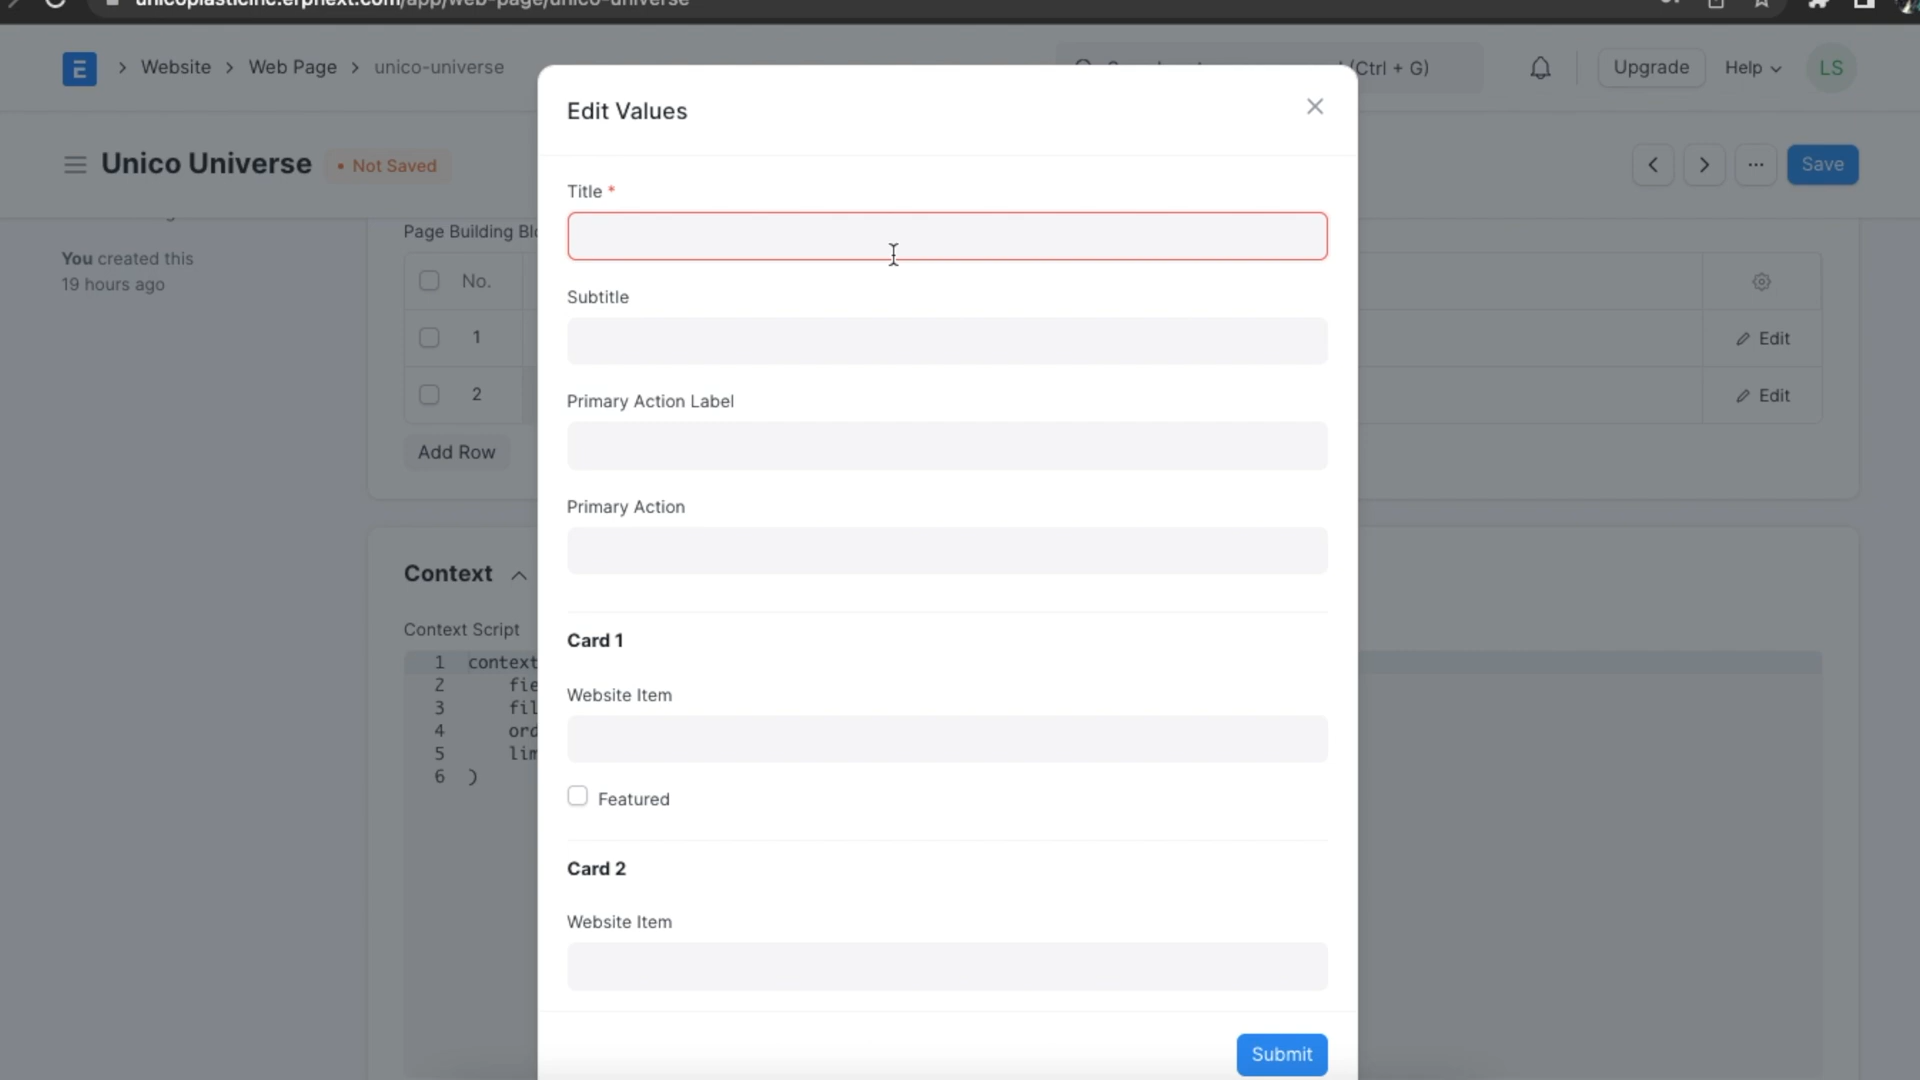 unicoplasticinc.erpnext.com/app/web-page/unico-universe
E
Website
Web Page
unico-universe
(Ctrl + G)
Upgrade
Help
LS
Edit Values
Unico Universe
• Not Saved
Save
You created this
19 hours ago
Title *
Subtitle
Primary Action Label
Primary Action
Card 1
Website Item
Featured
Card 2
Website Item
Submit
Page Building Blo
No.
1
Edit
2
Edit
Add Row
Context
Context Script
1 context
2 fie
3 fil
4 ord
5 lim
6 )